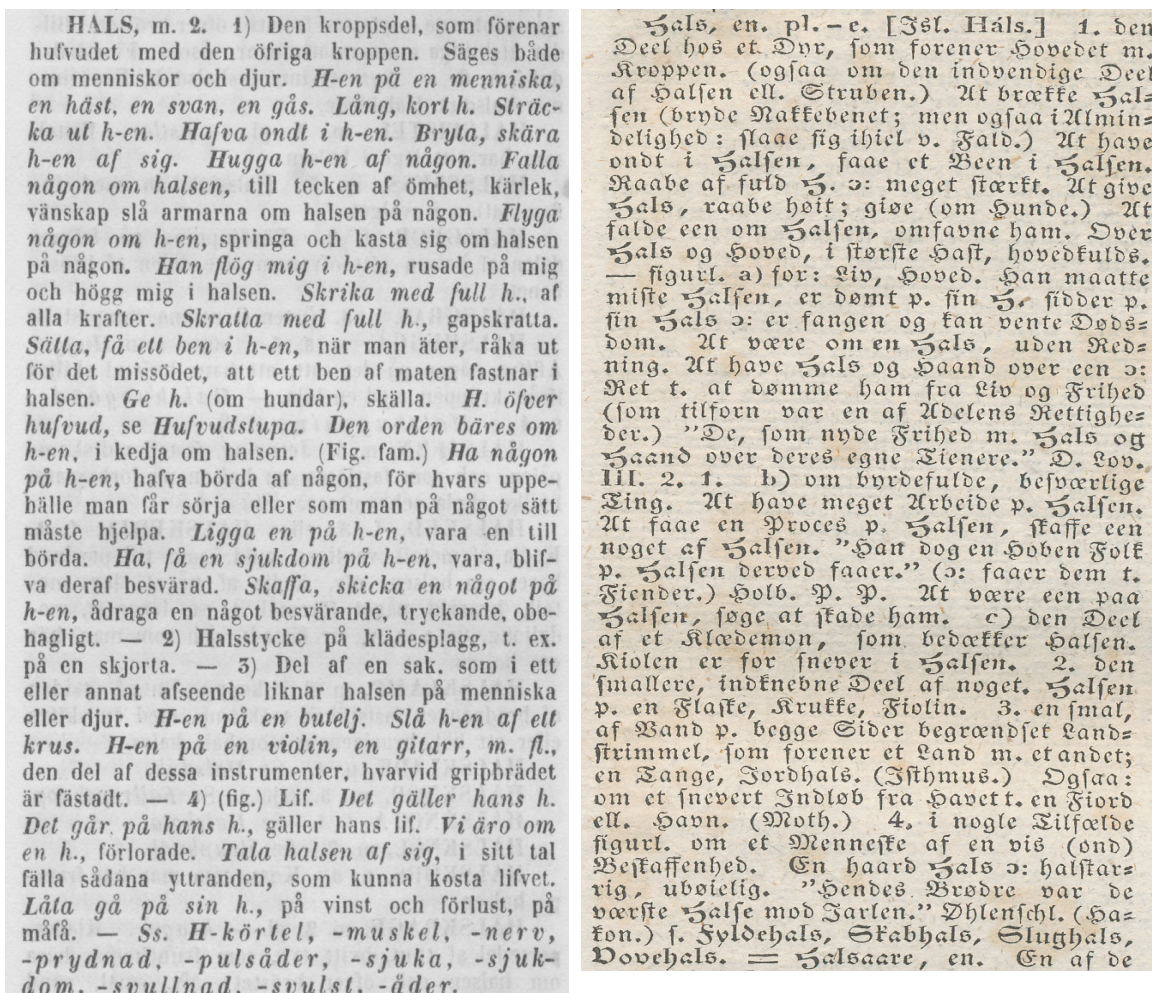 HALS, m. 2. 1) Den kroppsdel, som förenar
hufvudet med den öfriga kroppen. Säges både
om menniskor och djur. H-en på en menniska,
en häst, en svan, en gås. Lång, kort h. Sträc-
ka ut h-en. Hafva ondt i h-en. Bryta, skära
h-en af sig. Hugga h-en af någon. Falla
någon om halsen, till tecken af ömhet, kärlek,
vänskap slå armarna om halsen på någon. Flyga
någon om h-en, springa och kasta sig om halsen
på någon. Han flög mig i h-en, rusade på mig
och högg mig i halsen. Skrika med full h., af
alla krafter. Skratta med full h., gapskratta.
Sätta, få ett ben i h-en, när man äter, råka ut
för det missödet, att ett ben af maten fastnar i
halsen. Ge h. (om hundar), skälla. H. öfver
hufvud, se Hufvudstupa. Den orden bäres om
h-en, i kedja om halsen. (Fig. fam.) Ha någon
på h-en, hafva börda af någon, för hvars uppe-
hälle man får sörja eller som man på något sätt
måste hjelpa. Ligga en på h-en, vara en till
börda. Ha, få en sjukdom på h-en, vara, blif-
va deraf besvärad. Skaffa, skicka en något på
h-en, ådraga en något besvärande, tryckande, obe-
hagligt. — 2) Halsstycke på klädesplagg, t. ex.
på en skjorta. — 3) Del af en sak. som i ett
eller annat afseende liknar halsen på menniska
eller djur. H-en på en butelj. Slå h-en af ett
krus. H-en på en violin, en gitarr, m. fl.,
den del af dessa instrumenter, hvarvid gripbrädet
är fästadt. — 4) (fig.) Lif. Det gäller hans h.
Det går på hans h., gäller hans lif. Vi äro om
en h., förlorade. Tala halsen af sig, i sitt tal
fälla sådana yttranden, som kunna kosta lifvet.
Låta gå på sin h., på vinst och förlust, på
måfå. — Ss. H-körtel, -muskel, -nerv,
-prydnad, -pulsåder, -sjuka, -sjuk-
dom, -svullnad, -svulst, -åder.
Hals, en. pl. - e. [Isl. Háls.] 1. den
Deel hos et Dyr, som forener Hovedet m.
Kroppen. (ogsaa om den indvendige Deel
af Halsen ell. Struben.) At brække Hal-
sen (bryde Nakkebenet; men ogsaa i Almin-
delighed: slaae sig ihiel v. Fald.) At have
ondt i Halsen, faae et Been i Halsen.
Raabe af fuld H. ɔ: meget stærkt. At give
Hals, raabe høit; giøe (om Hunde.) At
falde een om Halsen, omfavne ham. Over
Hals og Hoved, i største Hast, hovedkulds.
— figurl. a) for: Liv, Hoved. Han maatte
miste Halsen, er dømt p. sin H. sidder p.
sin Hals ɔ: er fangen og kan vente Døds-
dom. At være om en Hals, uden Red-
ning. At have Hals og Haand over een ɔ:
Ret t. at dømme ham fra Liv og Frihed
(som tilforn var en af Adelens Rettighe-
der.) "De, som nyde Frihed m. Hals og
Haand over deres egne Tienere." D. Lov.
III. 2. 1. b) om byrdefulde, besværlige
Ting. At have meget Arbeide p. Halsen.
At faae en Proces p. Halsen, skaffe een
noget af Halsen. "Han dog en Hoben Folk
p. Halsen derved faaer." (ɔ: faaer dem t.
Fiender.) Holb. P. P. At være een paa
Halsen, søge at skade ham. c) den Deel
af et Klædemon, som bedækker Halsen.
Kiolen er for snever i Halsen. 2. den
smallere, indknebne Deel af noget. Halsen
p. en Flaske, Krukke, Fiolin. 3. en smal,
af Vand p. begge Sider begrændset Land-
strimmel, som forener et Land m. et andet;
en Tange, Jordhals. (Isthmus.) Ogsaa:
om et snevert Indløb fra Havet t. en Fiord
ell. Havn. (Moth.) 4. i nogle Tilfælde
figurl. om et Menneske af en vis (ond)
Beskaffenhed. En haard Hals ɔ: halstar-
rig, ubøielig. "Hendes Brødre var de
værste Halse mod Jarlen." Øhlenschl. (Ha-
kon.) s. Fyldehals, Skabhals, Slughals,
Vovehals. = Halsaare, en. En af de